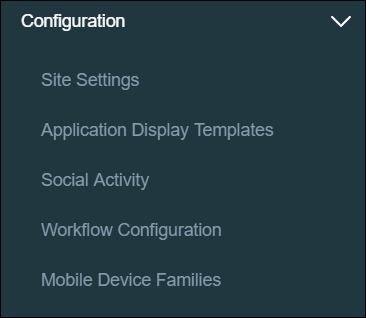 Configuration
Site Settings
Application Display Templates
Social Activity
Workflow Configuration
Mobile Device Families